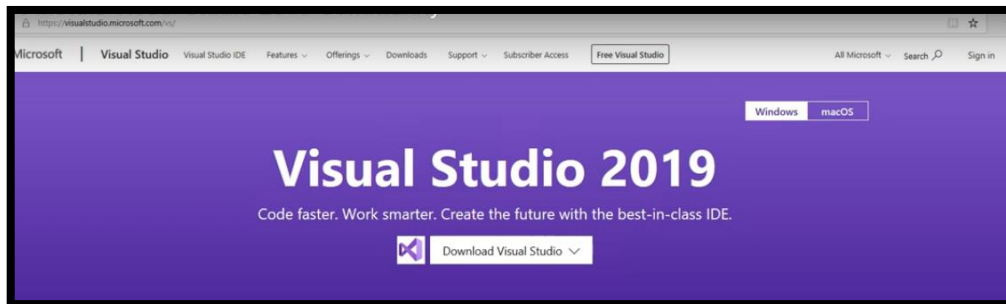 https://visualstudio.microsoft.com/vs/
Microsoft | Visual Studio Visual Studio IDE Features Offerings Downloads Support Subscriber Access Free Visual Studio All Microsoft Search Sign in
Windows macOS
Visual Studio 2019
Code faster. Work smarter. Create the future with the best-in-class IDE.
Download Visual Studio